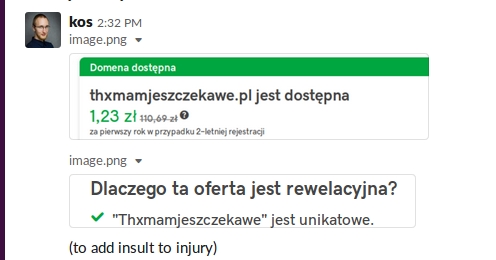 kos 2:32 PM
image.png
Domena dostępna
thxmamjeszczekawe.pl jest dostępna
1,23 zł 110,69 zł ?
za pierwszy rok w przypadku 2-letniej rejestracji
image.png
Dlaczego ta oferta jest rewelacyjna?
"Thxmamjeszczekawe" jest unikatowe.
(to add insult to injury)